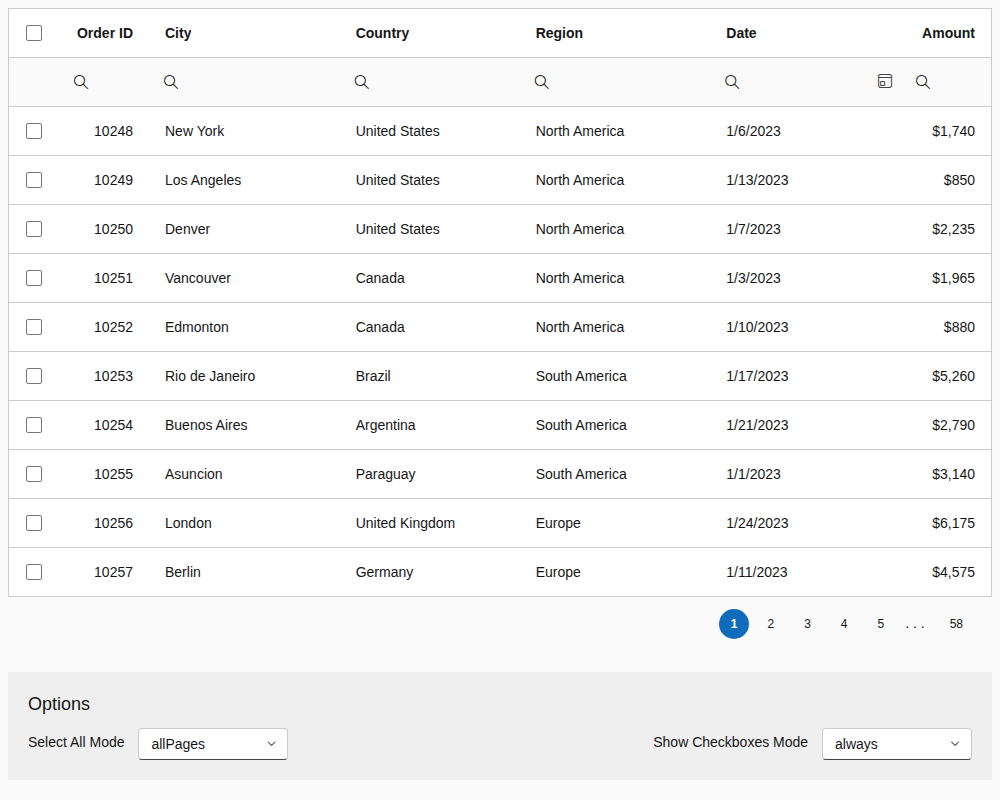 Order ID City Country Region Date Amount
10248 New York United States North America 1/6/2023 $1,740
10249 Los Angeles United States North America 1/13/2023 $850
10250 Denver United States North America 1/7/2023 $2,235
10251 Vancouver Canada North America 1/3/2023 $1,965
10252 Edmonton Canada North America 1/10/2023 $880
10253 Rio de Janeiro Brazil South America 1/17/2023 $5,260
10254 Buenos Aires Argentina South America 1/21/2023 $2,790
10255 Asuncion Paraguay South America 1/1/2023 $3,140
10256 London United Kingdom Europe 1/24/2023 $6,175
10257 Berlin Germany Europe 1/11/2023 $4,575
1 2 3 4 5 . . . 58
Options
Select All Mode allPages Show Checkboxes Mode always